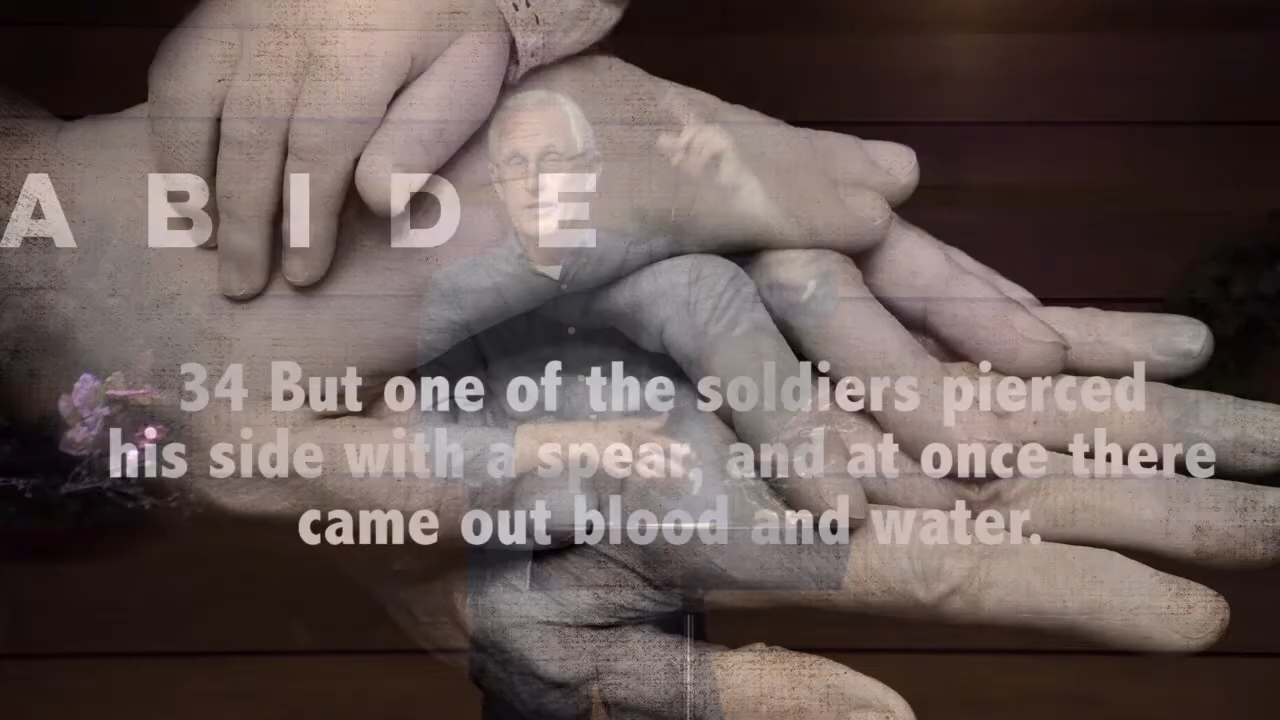 ABIDE
34 But one of the soldiers pierced
his side with a spear, and at once there
came out blood and water.